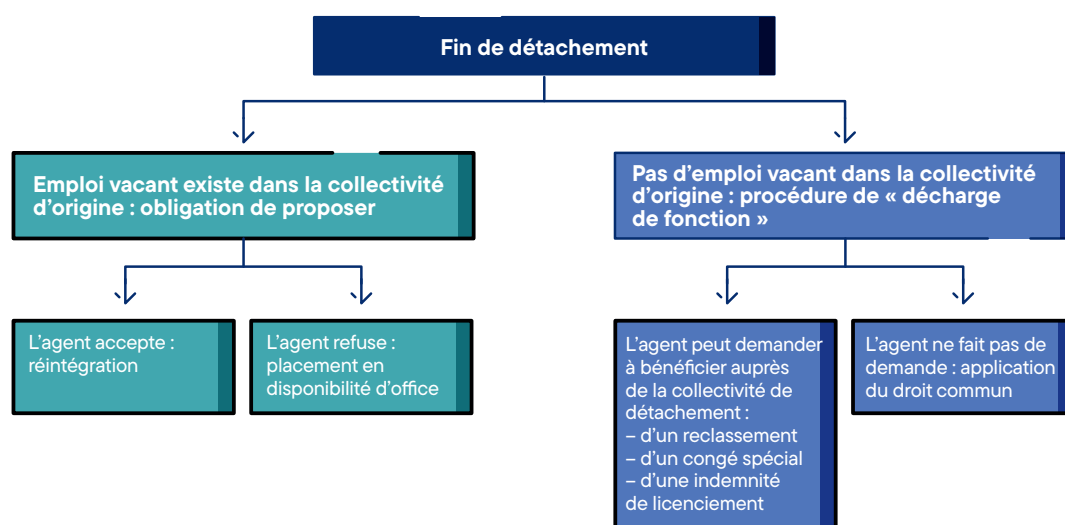 Fin de détachement
Emploi vacant existe dans la collectivité
d’origine : obligation de proposer
Pas d’emploi vacant dans la collectivité
d’origine : procédure de « décharge
de fonction »
L’agent accepte :
réintégration
L’agent refuse :
placement en
disponibilité d’office
L’agent peut demander
à bénéficier auprès
de la collectivité de
détachement :
– d’un reclassement
– d’un congé spécial
– d’une indemnité
de licenciement
L’agent ne fait pas de
demande : application
du droit commun